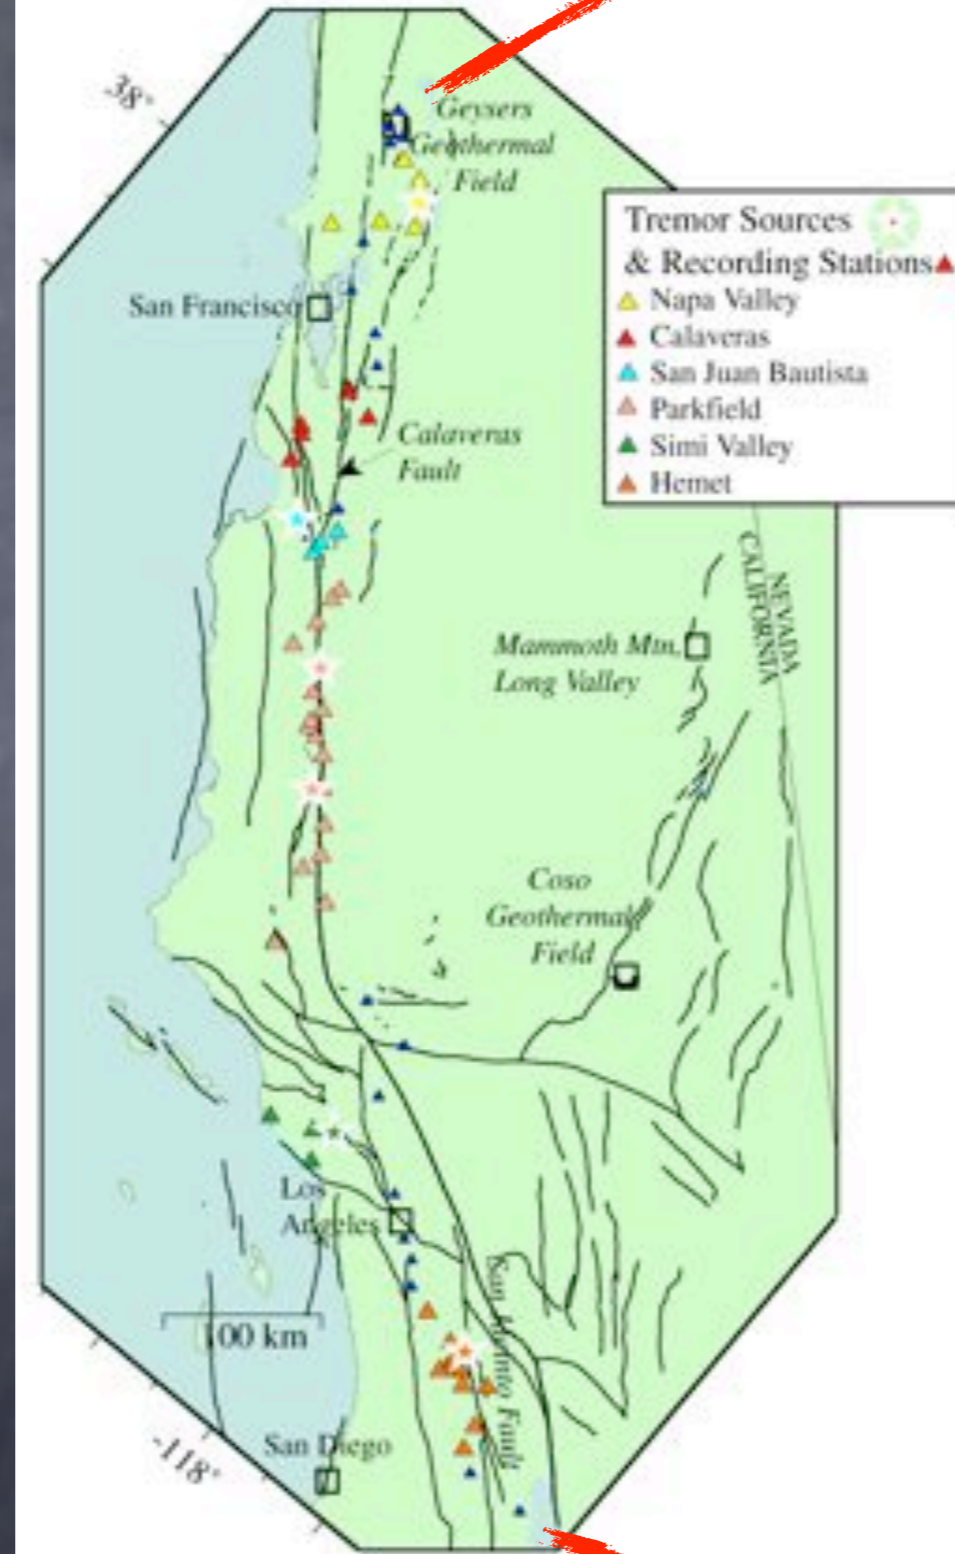 -38°
Geysers
Geothermal
Field
Tremor Sources
& Recording Stations
Napa Valley
Calaveras
San Juan Bautista
Parkfield
Simi Valley
Hemet
San Francisco
Calaveras
Fault
NEVADA
CALIFORNIA
Mammoth Mtn.
Long Valley
Coso
Geothermal
Field
Los
Angeles
San Jacinto Fault
100 km
San Diego
-118°